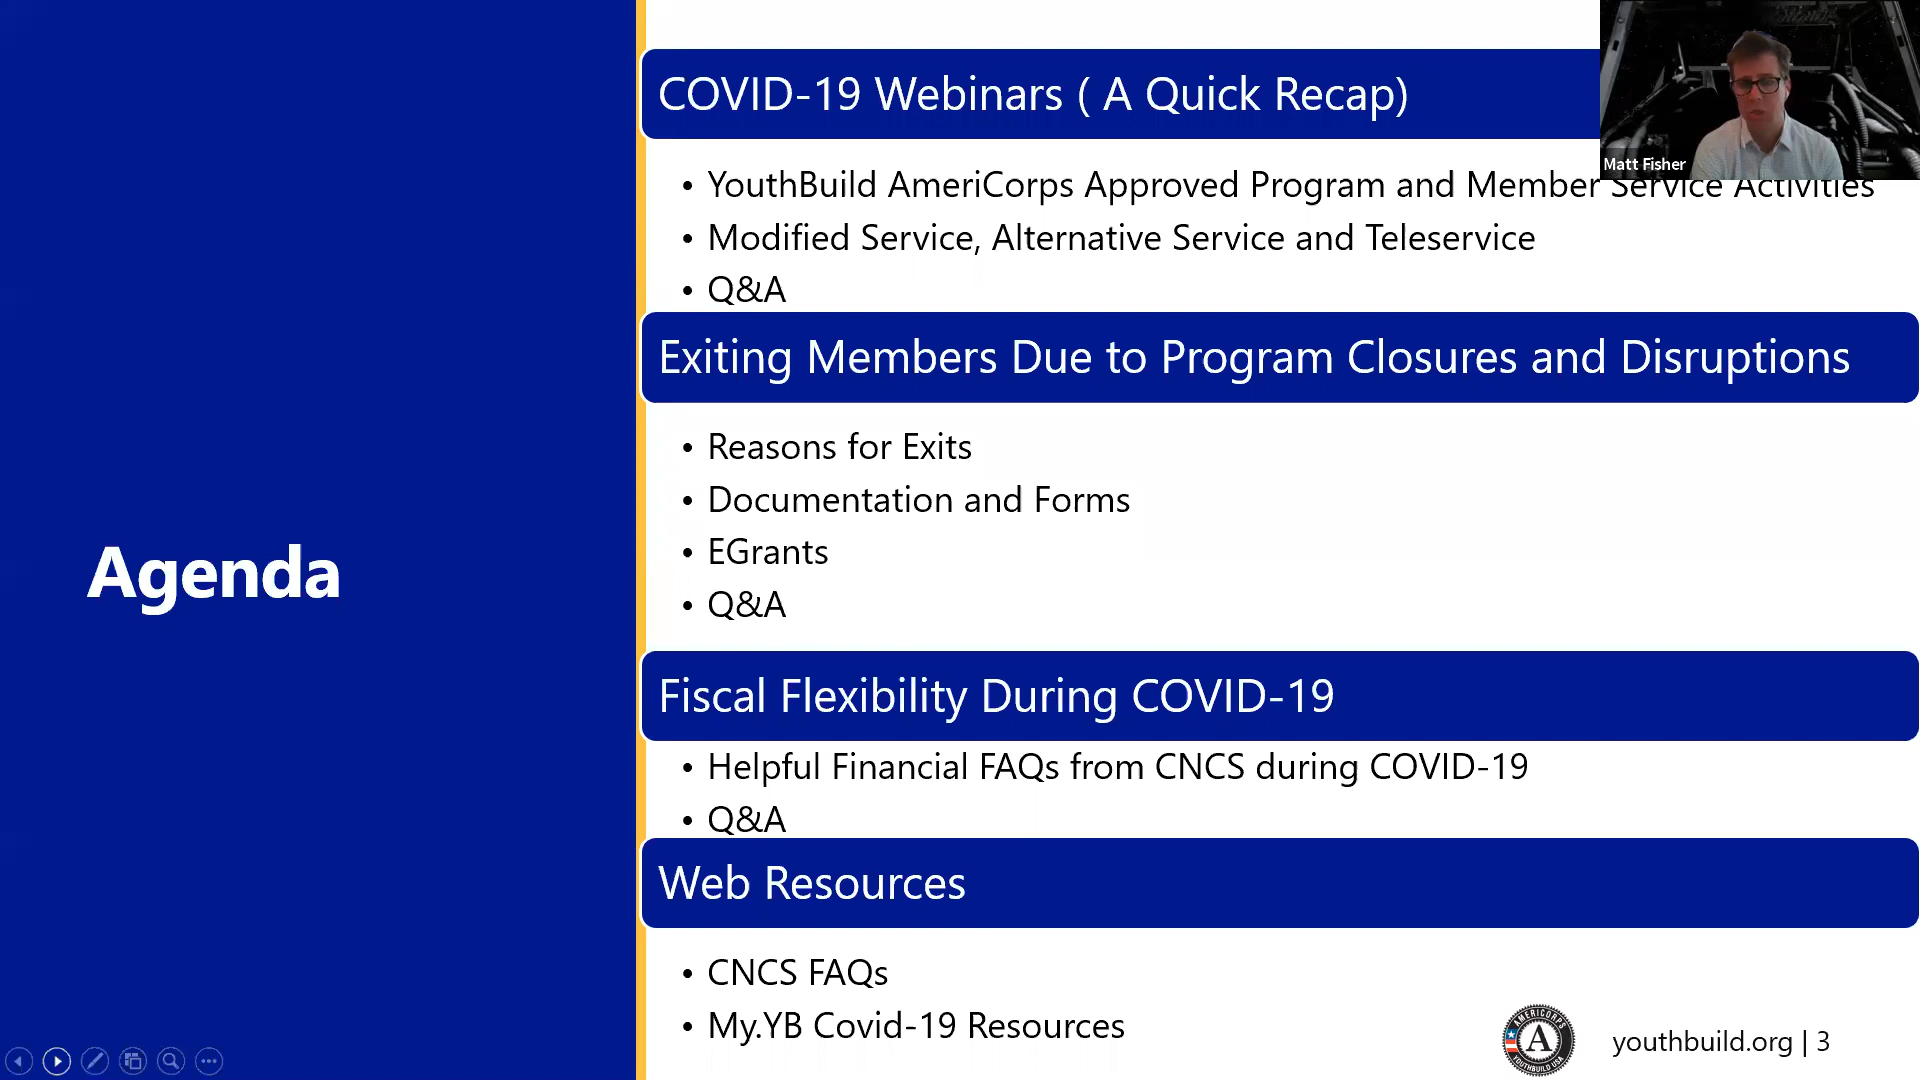 COVID-19 Webinars ( A Quick Recap)
Matt Fisher
• YouthBuild AmeriCorps Approved Program and Member Service Activities
• Modified Service, Alternative Service and Teleservice
• Q&A
Exiting Members Due to Program Closures and Disruptions
• Reasons for Exits
• Documentation and Forms
• EGrants
• Q&A
Agenda
Fiscal Flexibility During COVID-19
• Helpful Financial FAQs from CNCS during COVID-19
• Q&A
Web Resources
• CNCS FAQs
• My.YB Covid-19 Resources
AMERICORPS
A
YOUTHBUILD USA
youthbuild.org | 3